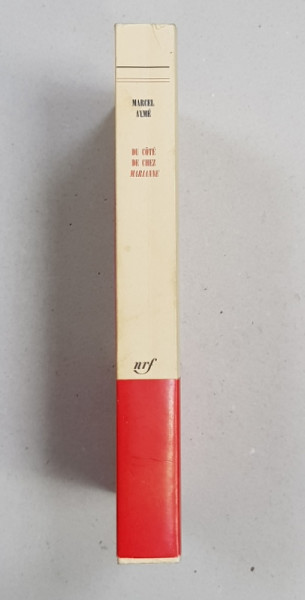 MARCEL
AYMÉ
DU CÔTÉ
DE CHEZ
MARIANNE
nrf